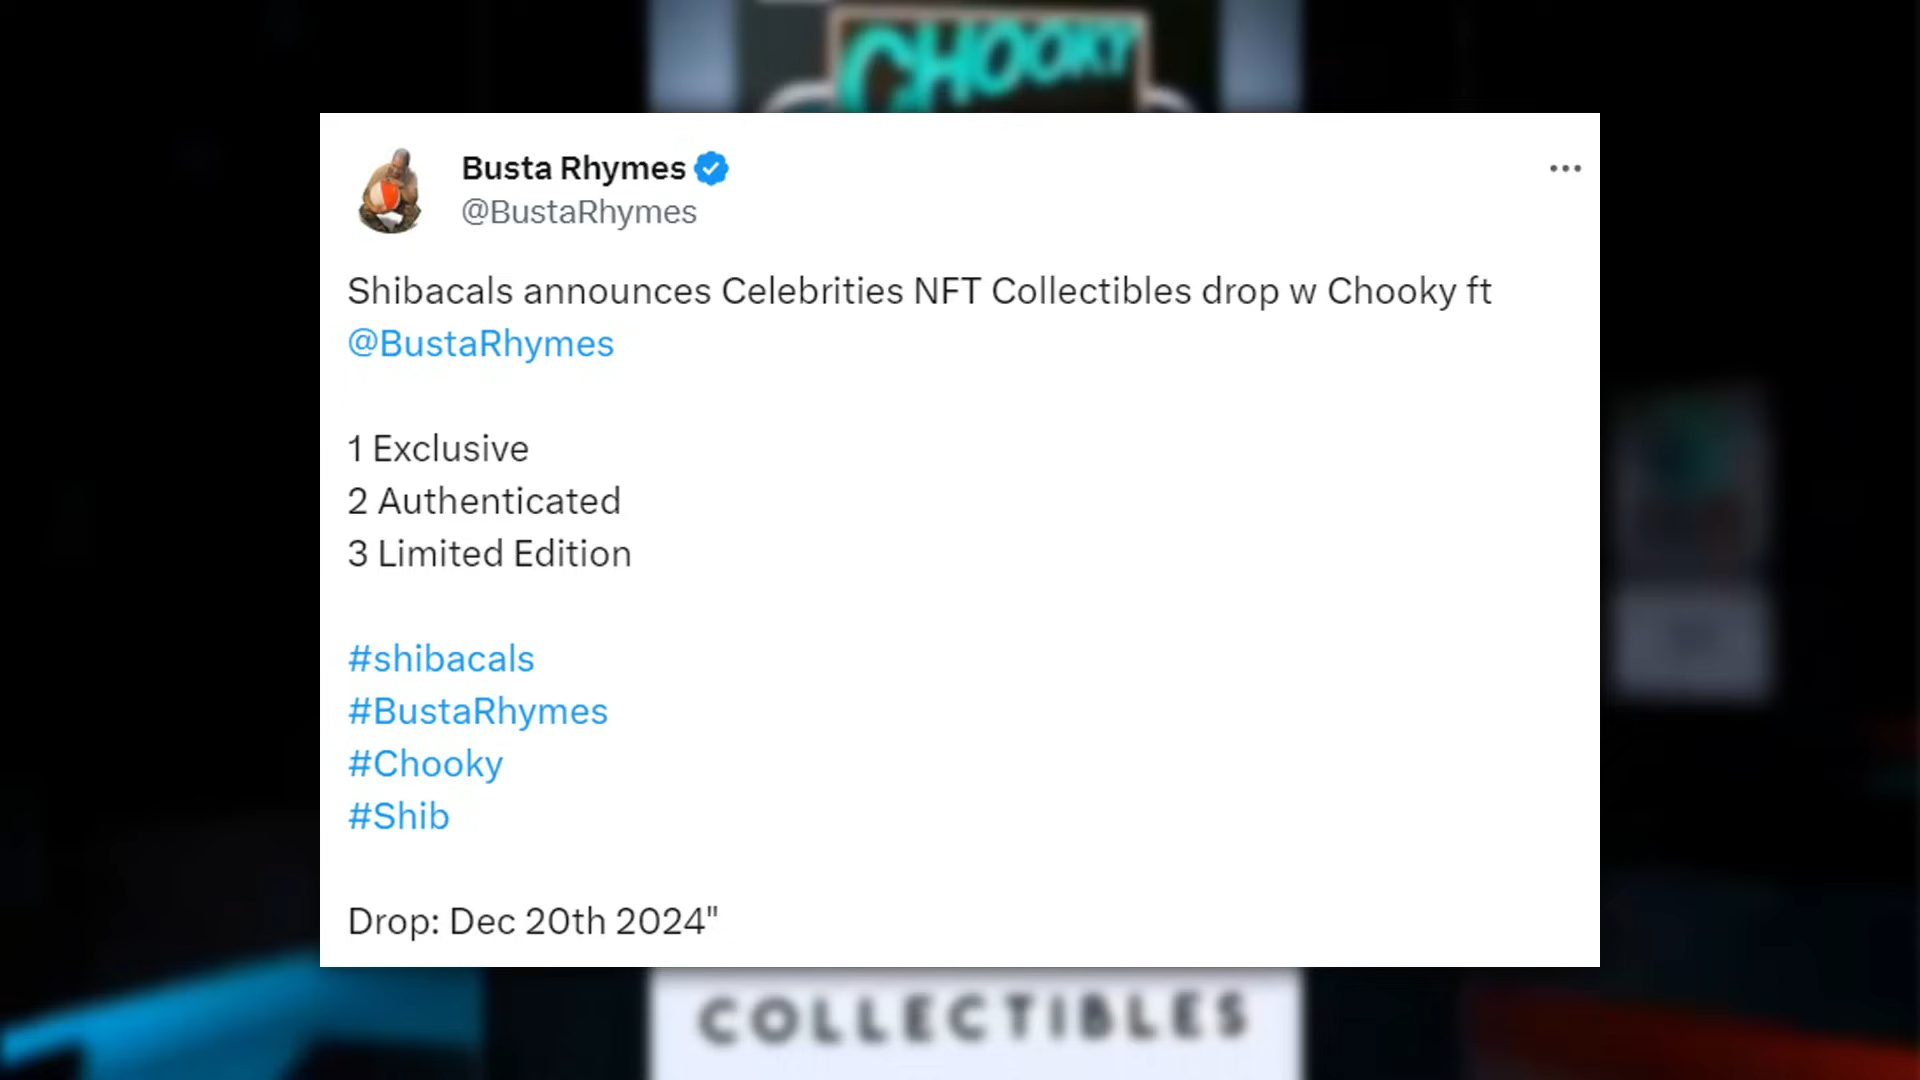 CHOOKY
Busta Rhymes
@BustaRhymes
Shibacals announces Celebrities NFT Collectibles drop w Chooky ft
@BustaRhymes
1 Exclusive
2 Authenticated
3 Limited Edition
#shibacals
#BustaRhymes
#Chooky
#Shib
Drop: Dec 20th 2024"
COLLECTIBLES